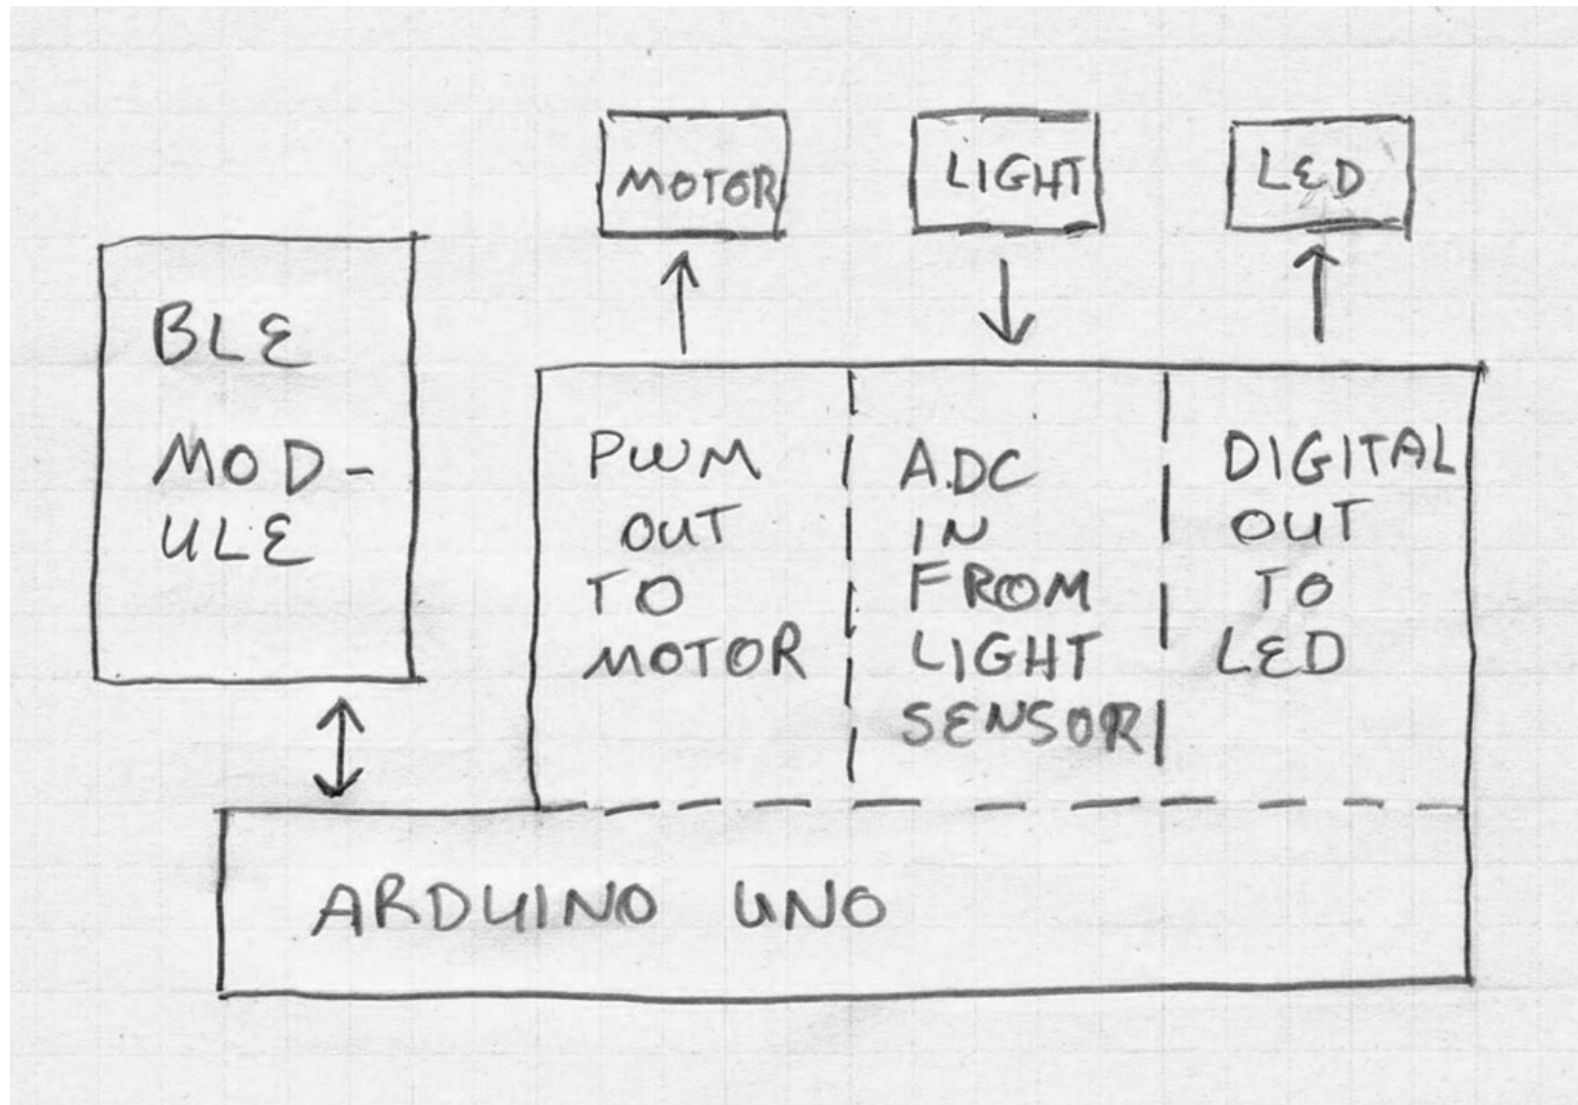 MOTOR
LIGHT
LED
BLE
MOD-
ULE
PWM
OUT
TO
MOTOR
ADC
IN
FROM
LIGHT
SENSOR
DIGITAL
OUT
TO
LED
ARDUINO UNO